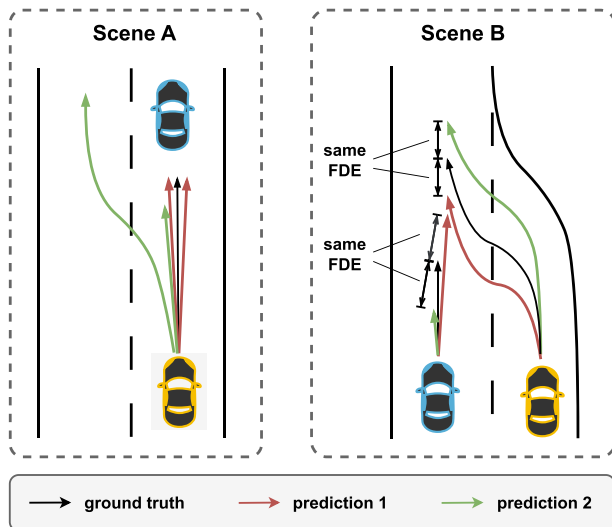 Scene A
Scene B
same
FDE
same
FDE
ground truth
prediction 1
prediction 2